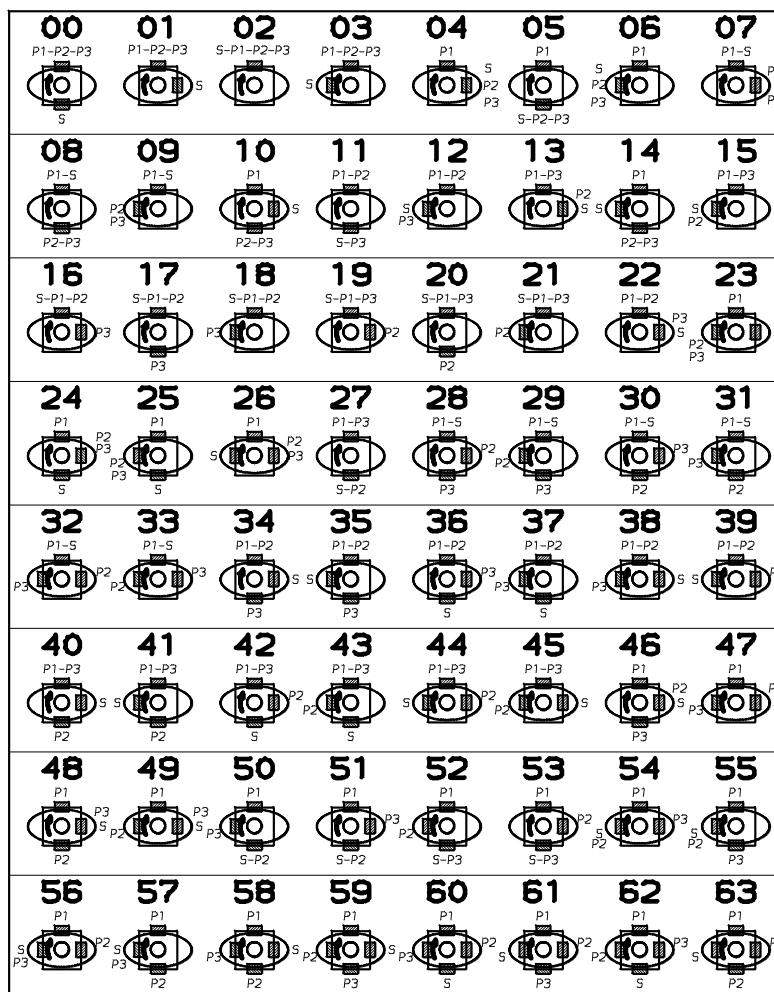 00 01 02 03 04 05 06 07
P1-P2-P3 P1-P2-P3 S-P1-P2-P3 P1-P2-P3 P1 P1 P1 P1-S
S S
S S P2 P2
P3 P3
S S-P2-P3
08 09 10 11 12 13 14 15
P1-S P1-S P1 P1-P2 P1-P2 P1-P3 P1 P1-P3
P2
P2 S S S S
P3 P3 P2
P2-P3 P2-P3 S-P3 P2-P3
16 17 18 19 20 21 22 23
S-P1-P2 S-P1-P2 S-P1-P2 S-P1-P3 S-P1-P3 S-P1-P3 P1-P2 P1
P3
P3 P3 P2 P2 S
P2
P3 P2 P3
24 25 26 27 28 29 30 31
P1 P1 P1 P1-P3 P1-S P1-S P1-S P1-S
P2 P2
P3 S P3 P2 P3
P2 P2 P3
P3
S S S-P2 P3 P3 P2 P2
32 33 34 35 36 37 38 39
P1-S P1-S P1-P2 P1-P2 P1-P2 P1-P2 P1-P2 P1-P2
P2 P3 S S P3 S S
P3 P2 P3 P3
P3 P3 S S
40 41 42 43 44 45 46 47
P1-P3 P1-P3 P1-P3 P1-P3 P1-P3 P1-P3 P1 P1
P2 P2 P2
S S S S S
P2 P2 P3
P2 P2 S S P3
48 49 50 51 52 53 54 55
P1 P1 P1 P1 P1 P1 P1 P1
P3 P3
S S P3 P2 P3
P2 P3 P2 S S
P2 P2
P2 S-P2 S-P2 S-P3 S-P3 P3
56 57 58 59 60 61 62 63
P1 P1 P1 P1 P1 P1 P1 P1
P2 P3 P2
S S S S P2 P2
P3 P3 P3 P2 P3 S P2 S
P2 P2 P3 S P3 S P2